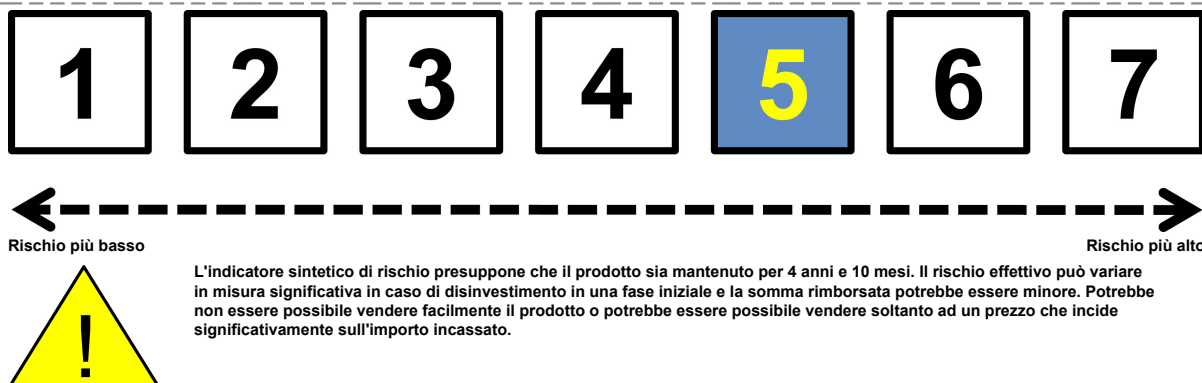 1 2 3 4 5 6 7
Rischio più basso Rischio più alto
!
L'indicatore sintetico di rischio presuppone che il prodotto sia mantenuto per 4 anni e 10 mesi. Il rischio effettivo può variare
in misura significativa in caso di disinvestimento in una fase iniziale e la somma rimborsata potrebbe essere minore. Potrebbe
non essere possibile vendere facilmente il prodotto o potrebbe essere possibile vendere soltanto ad un prezzo che incide
significativamente sull'importo incassato.